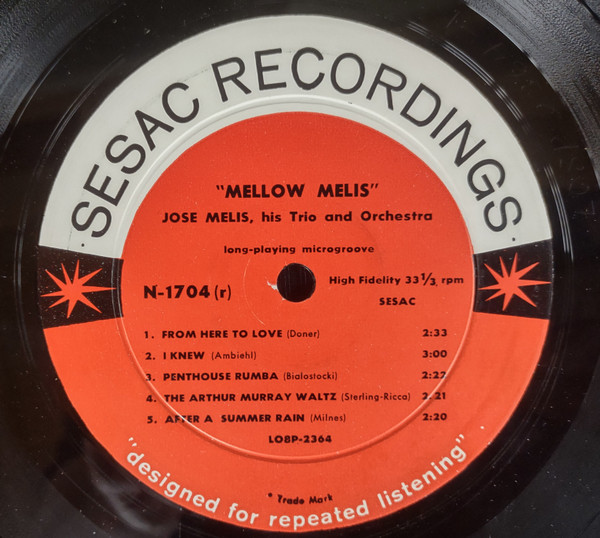 ·SESAC RECORDINGS·
"MELLOW MELIS"
JOSE MELIS, his Trio and Orchestra
long-playing microgroove
N-1704 (r)
High Fidelity 33 1/3 rpm
SESAC
1. FROM HERE TO LOVE (Doner) 2:33
2. I KNEW (Ambiehl) 3:00
3. PENTHOUSE RUMBA (Bialostocki) 2:22
4. THE ARTHUR MURRAY WALTZ (Sterling-Ricca) 2:21
5. AFTER A SUMMER RAIN (Milnes) 2:20
LO8P-2364
"designed for repeated listening"
* Trade Mark